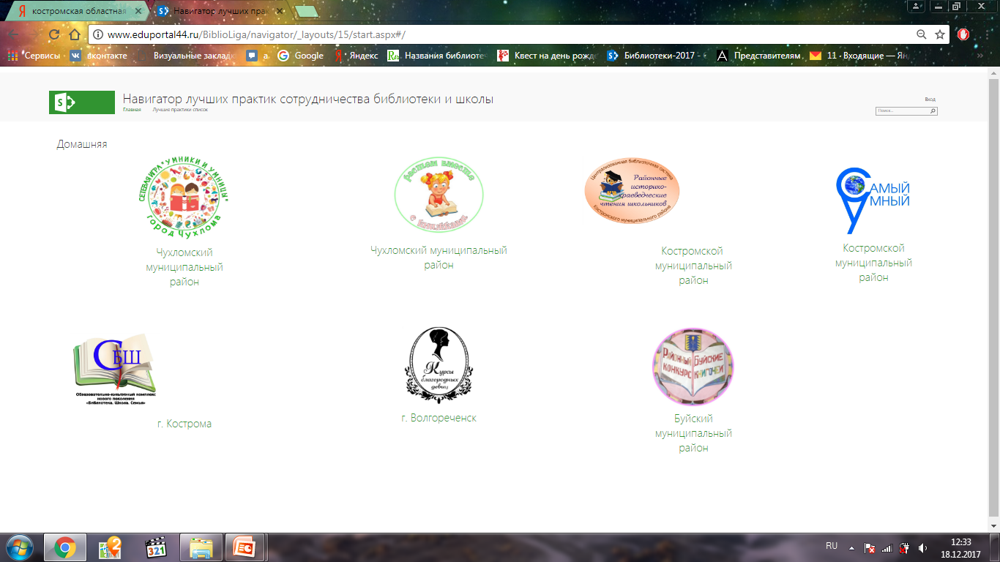 костромская областная
Навигатор лучших прак
www.eduportal44.ru/BiblioLiga/navigator/_layouts/15/start.aspx#/
Сервисы
вконтакте
Визуальные заклад
а
Google
Яндекс
Названия библиоте
Квест на день рожд
Библиотеки-2017 -
Представителям
11 · Входящие — Ян
Навигатор лучших практик сотрудничества библиотеки и школы
Вход
Главная
Лучшие практики список
Поиск...
Домашняя
СЕТЕВАЯ ИГРА "УМНИКИ И УМНИЦЫ"
ГОРОД ЧУХЛОМА
Растем вместе
с книжками
Централизованная библиотечная система
Районные
историко-
краеведческие
чтения школьников
Костромского муниципального района
САМЫЙ
УМНЫЙ
Чухломский
муниципальный
район
Чухломский муниципальный
район
Костромской
муниципальный
район
Костромской
муниципальный
район
СБШ
Образовательно-культурный комплекс
нового поколения
«Библиотека. Школа. Семья»
Курсы
благородных
девиц
Районный
конкурс
Буйские
книгочеи
г. Кострома
г. Волгореченск
Буйский
муниципальный
район
2
321
RU
12:33
18.12.2017